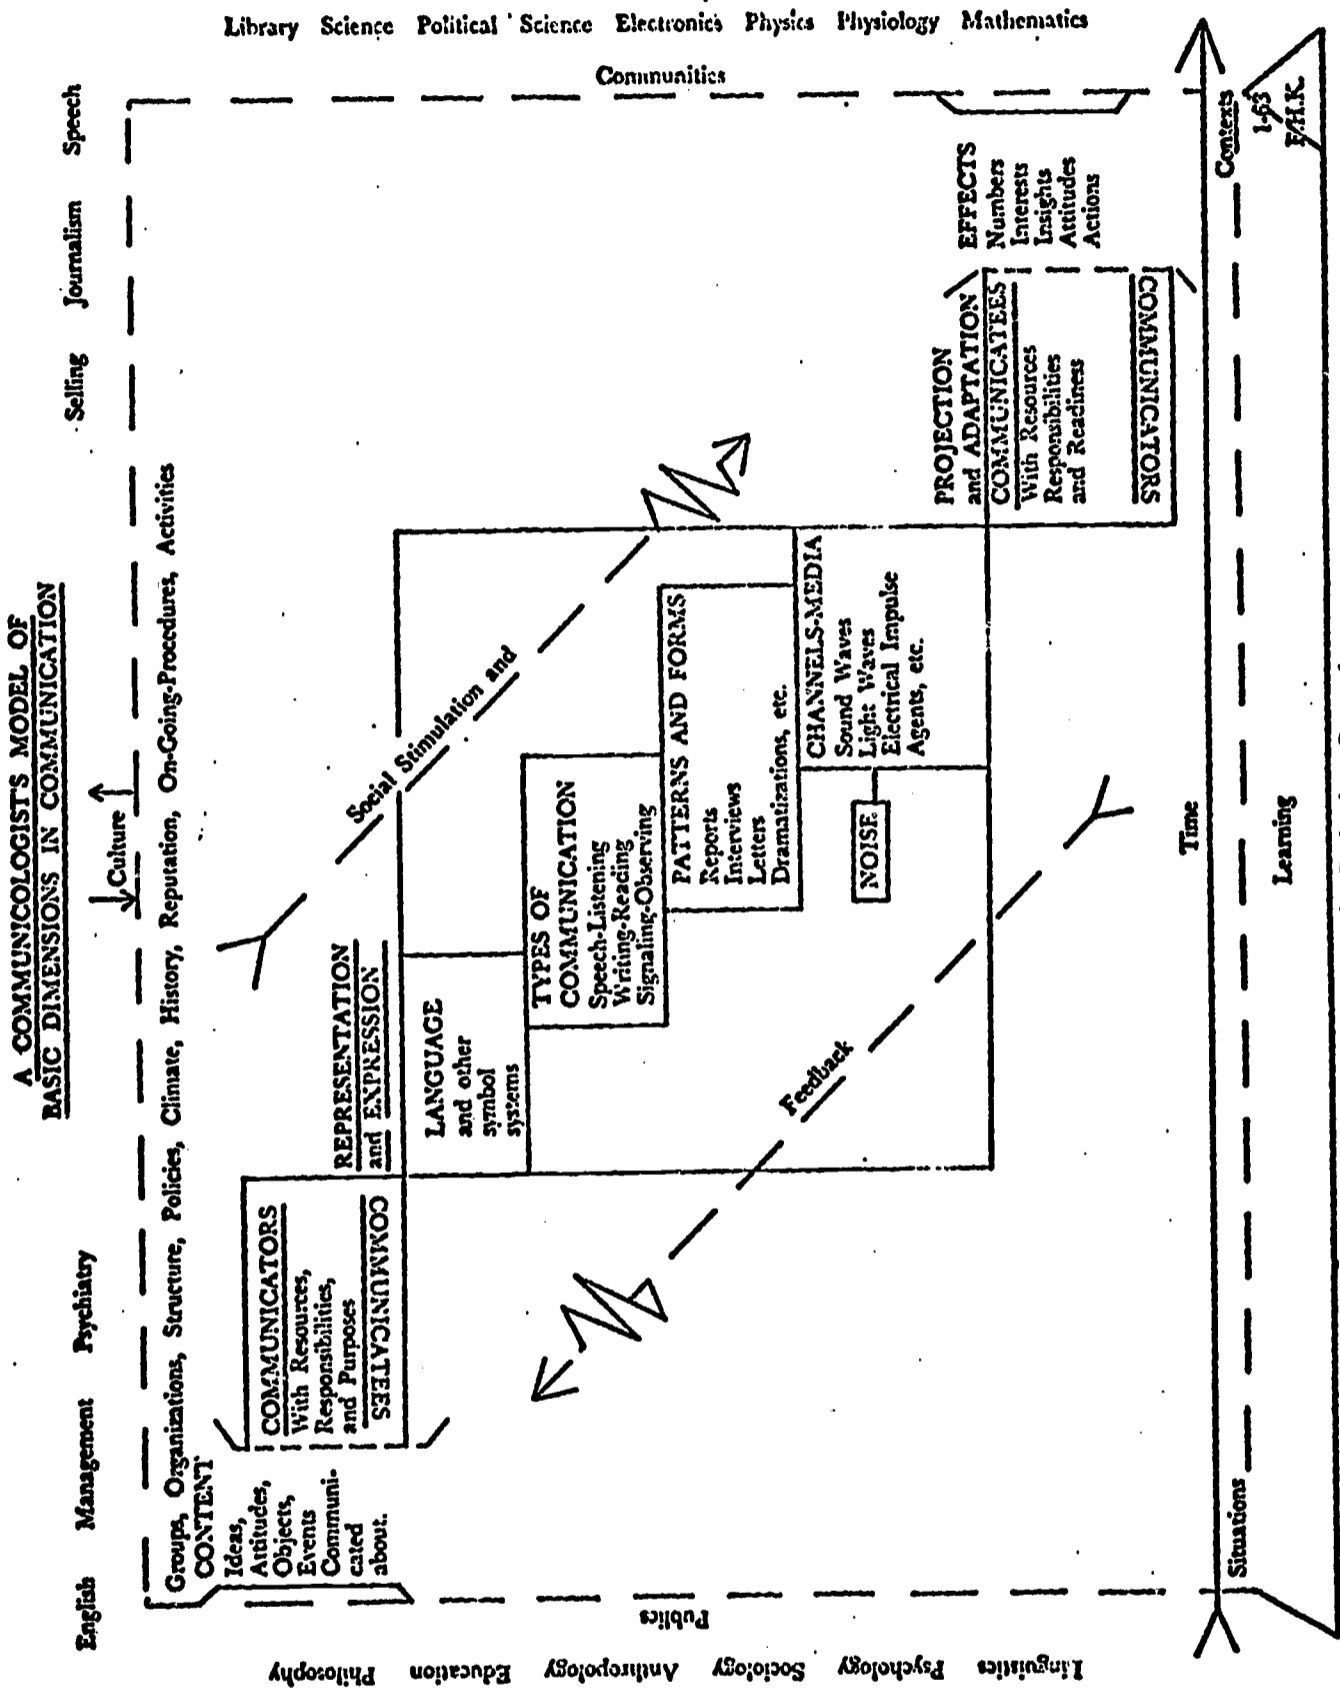 A COMMUNICOLOGIST'S MODEL OF
BASIC DIMENSIONS IN COMMUNICATION
English Management Psychiatry
Selling Journalism Speech
Culture
Groups, Organizations, Structure, Policies, Climate, History, Reputation, On-Going-Procedures, Activities
CONTENT
Ideas,
Attitudes,
Objects,
Events
Communi-
cated
about.
COMMUNICATORS
With Resources,
Responsibilities,
and Purposes
COMMUNICATEES
REPRESENTATION
and EXPRESSION
Social Stimulation and
LANGUAGE
and other
symbol
systems
TYPES OF
COMMUNICATION
Speech-Listening
Writing-Reading
Signaling-Observing
PATTERNS AND FORMS
Reports
Interviews
Letters
Dramatizations, etc.
CHANNELS-MEDIA
Sound Waves
Light Waves
Electrical Impulse
Agents, etc.
NOISE
Feedback
PROJECTION
and ADAPTATION
COMMUNICATEES
With Resources
Responsibilities
and Readiness
COMMUNICATORS
EFFECTS
Numbers
Interests
Insights
Attitudes
Actions
Publics
Linguistics Psychology Sociology Anthropology Education Philosophy
Communities
Library Science Political Science Electronics Physics Physiology Mathematics
Time
Situations
Contexts
Learning
1-63
F.H.K.